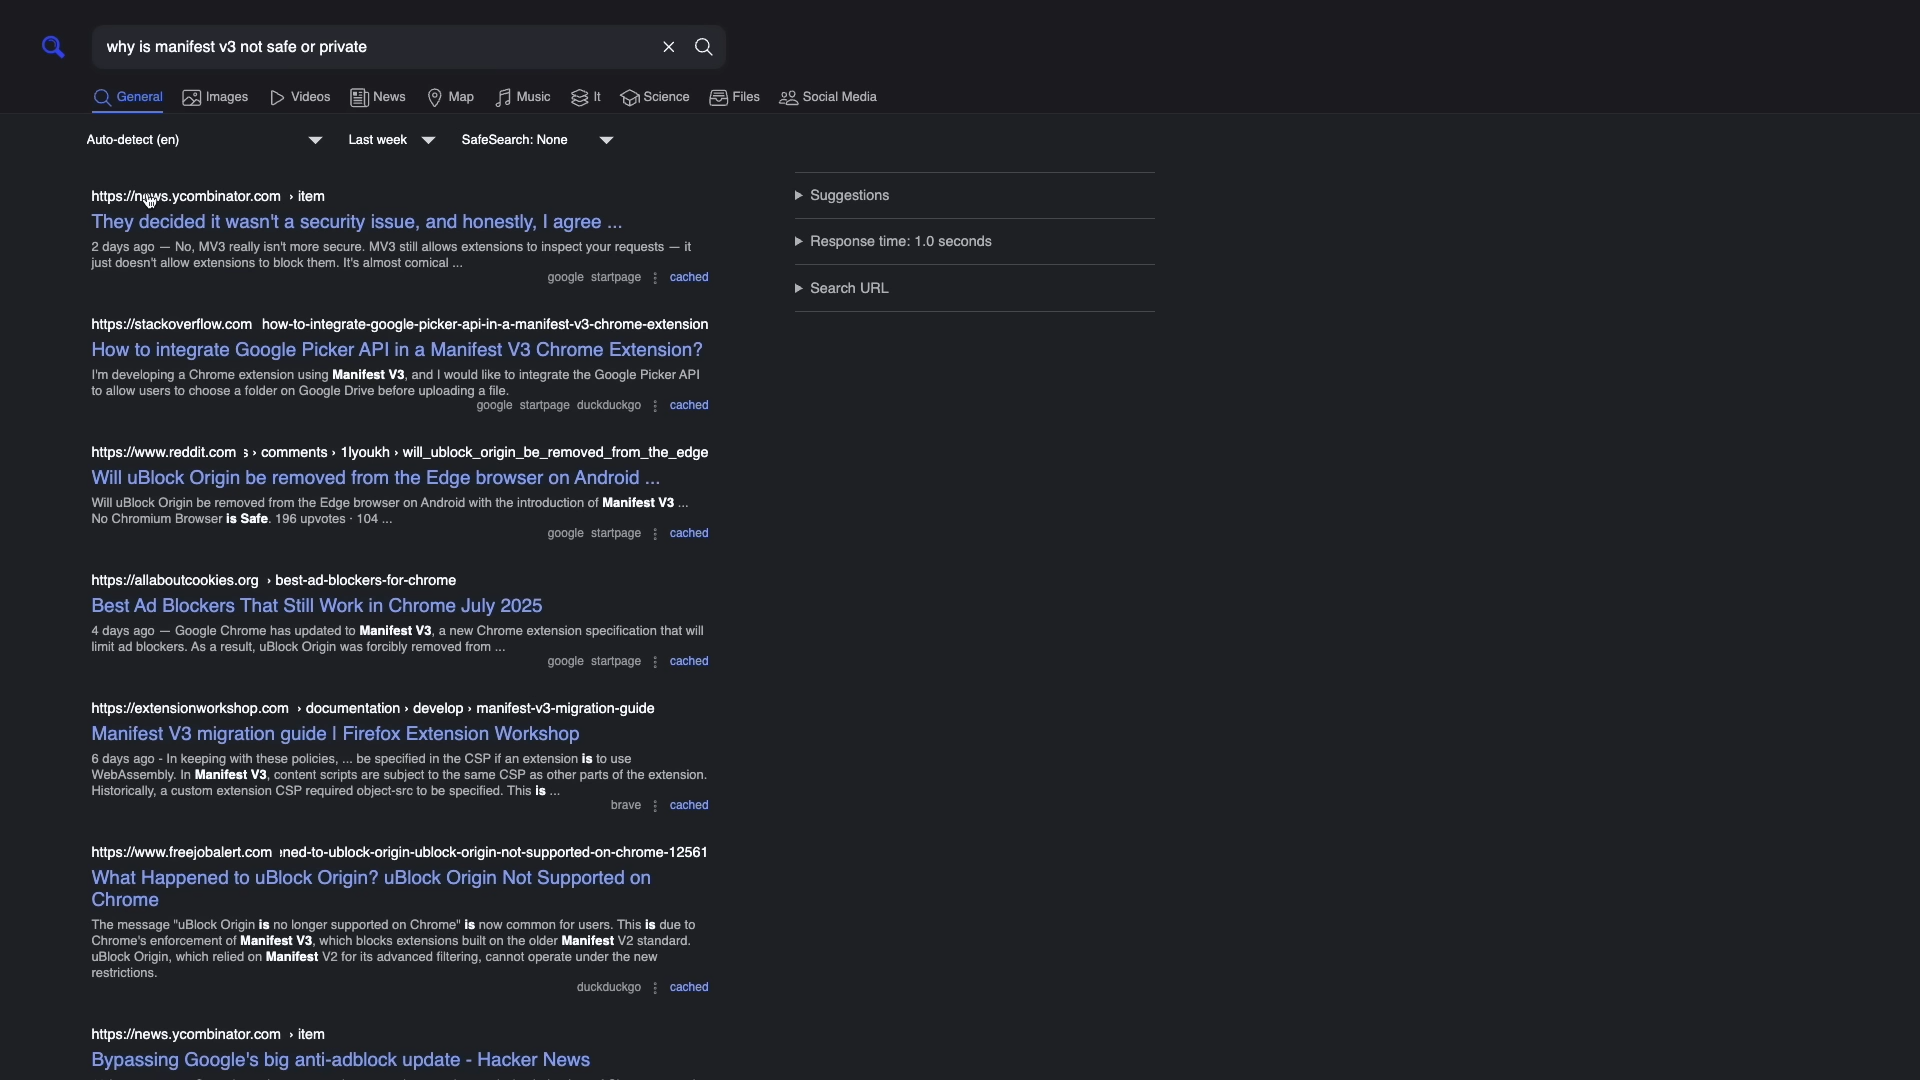 why is manifest v3 not safe or private
General Images Videos News Map Music It Science Files Social Media
Auto-detect (en) Last week SafeSearch: None
https://news.ycombinator.com › item
They decided it wasn't a security issue, and honestly, I agree ...
2 days ago — No, MV3 really isn't more secure. MV3 still allows extensions to inspect your requests — it
just doesn't allow extensions to block them. It's almost comical ...
google startpage cached
https://stackoverflow.com how-to-integrate-google-picker-api-in-a-manifest-v3-chrome-extension
How to integrate Google Picker API in a Manifest V3 Chrome Extension?
I'm developing a Chrome extension using Manifest V3, and I would like to integrate the Google Picker API
to allow users to choose a folder on Google Drive before uploading a file.
google startpage duckduckgo cached
https://www.reddit.com s › comments › 1lyoukh › will_ublock_origin_be_removed_from_the_edge
Will uBlock Origin be removed from the Edge browser on Android ...
Will uBlock Origin be removed from the Edge browser on Android with the introduction of Manifest V3 ...
No Chromium Browser is Safe. 196 upvotes · 104 ...
google startpage cached
https://allaboutcookies.org › best-ad-blockers-for-chrome
Best Ad Blockers That Still Work in Chrome July 2025
4 days ago — Google Chrome has updated to Manifest V3, a new Chrome extension specification that will
limit ad blockers. As a result, uBlock Origin was forcibly removed from ...
google startpage cached
https://extensionworkshop.com › documentation › develop › manifest-v3-migration-guide
Manifest V3 migration guide | Firefox Extension Workshop
6 days ago - In keeping with these policies, ... be specified in the CSP if an extension is to use
WebAssembly. In Manifest V3, content scripts are subject to the same CSP as other parts of the extension.
Historically, a custom extension CSP required object-src to be specified. This is ...
brave cached
https://www.freejobalert.com ned-to-ublock-origin-ublock-origin-not-supported-on-chrome-12561
What Happened to uBlock Origin? uBlock Origin Not Supported on
Chrome
The message "uBlock Origin is no longer supported on Chrome" is now common for users. This is due to
Chrome's enforcement of Manifest V3, which blocks extensions built on the older Manifest V2 standard.
uBlock Origin, which relied on Manifest V2 for its advanced filtering, cannot operate under the new
restrictions.
duckduckgo cached
https://news.ycombinator.com › item
Bypassing Google's big anti-adblock update - Hacker News
Suggestions
Response time: 1.0 seconds
Search URL